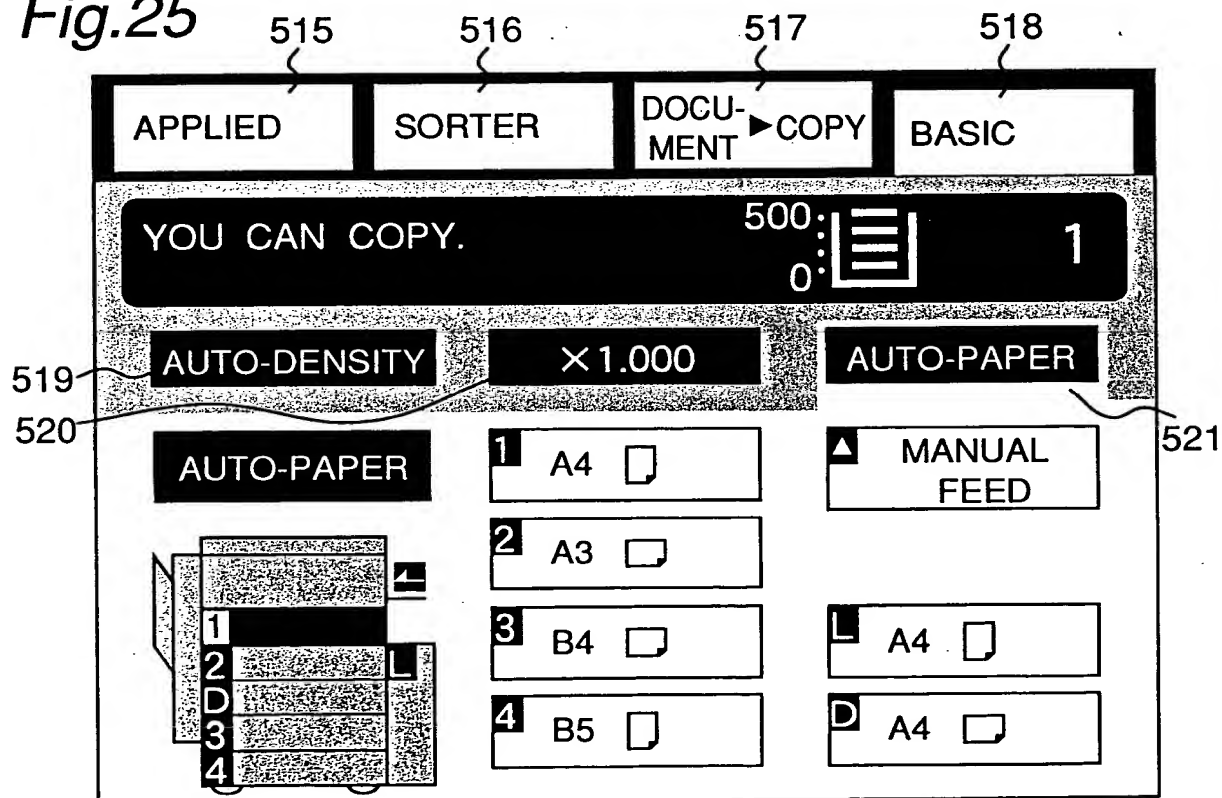 Fig.25
515 516 517 518
APPLIED SORTER DOCU-MENT ▶COPY BASIC
YOU CAN COPY. 500 0 1
AUTO-DENSITY ×1.000 AUTO-PAPER
519
520
521
AUTO-PAPER 1 A4 MANUAL FEED
2 A3
1
2 L
D
3
4
3 B4 L A4
4 B5 D A4